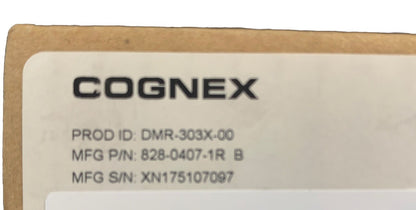 COGNEX
PROD ID: DMR-303X-00
MFG P/N: 828-0407-1R B
MFG S/N: XN175107097